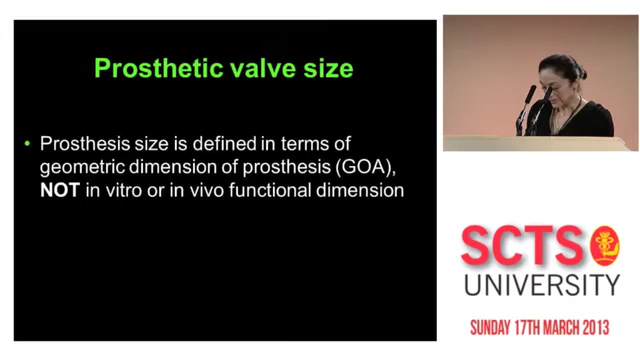 Prosthetic valve size
• Prosthesis size is defined in terms of
geometric dimension of prosthesis (GOA),
NOT in vitro or in vivo functional dimension
SCTS
UNIVERSITY
SUNDAY 17TH MARCH 2013